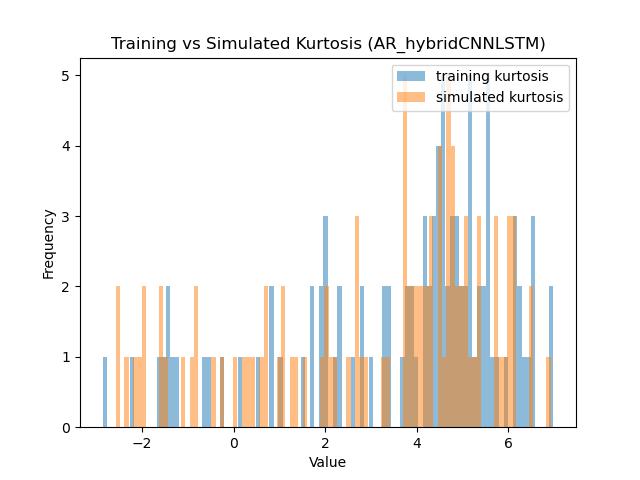 Training vs Simulated Kurtosis (AR_hybridCNNLSTM)
training kurtosis
simulated kurtosis
5
4
3
2
1
0
Frequency
−2
0
2
4
6
Value